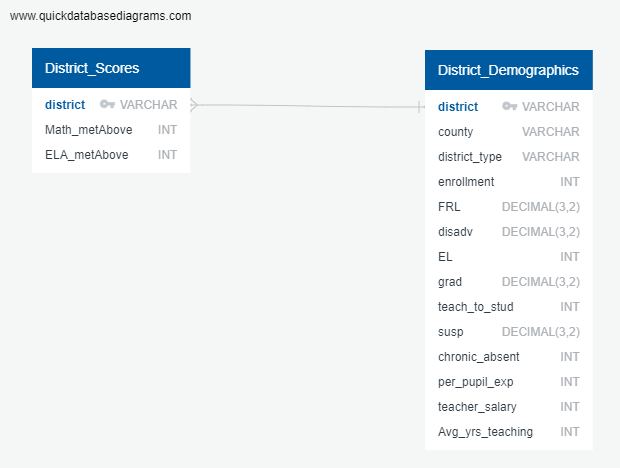 www.quickdatabasediagrams.com
District_Scores
district VARCHAR
Math_metAbove INT
ELA_metAbove INT
District_Demographics
district VARCHAR
county VARCHAR
district_type VARCHAR
enrollment INT
FRL DECIMAL(3,2)
disadv DECIMAL(3,2)
EL INT
grad DECIMAL(3,2)
teach_to_stud INT
susp DECIMAL(3,2)
chronic_absent INT
per_pupil_exp INT
teacher_salary INT
Avg_yrs_teaching INT